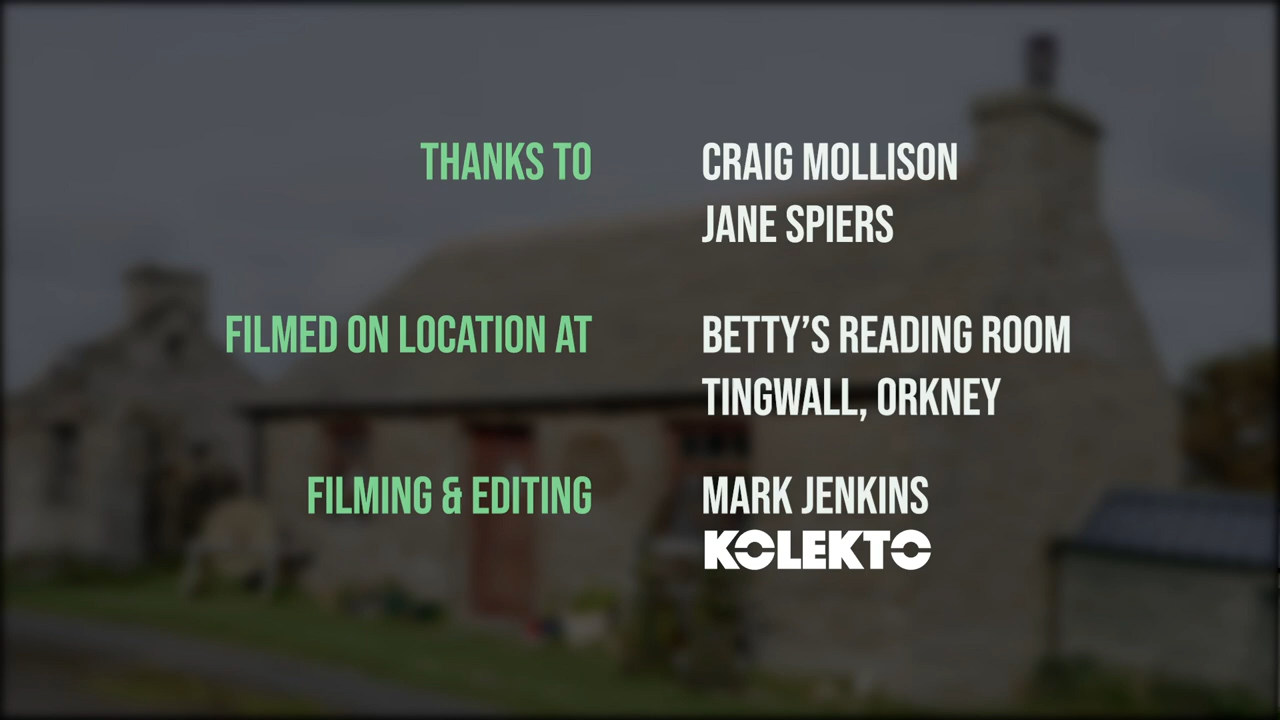 THANKS TO
CRAIG MOLLISON
JANE SPIERS
FILMED ON LOCATION AT
BETTY’S READING ROOM
TINGWALL, ORKNEY
FILMING & EDITING
MARK JENKINS
KOLEKTO